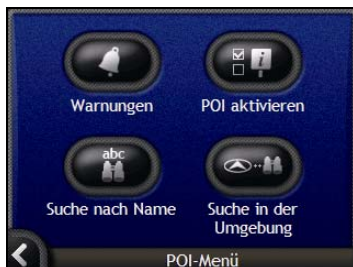 Warnungen
i
POI aktivieren
abc
Suche nach Name
Suche in der
Umgebung
POI-Menü